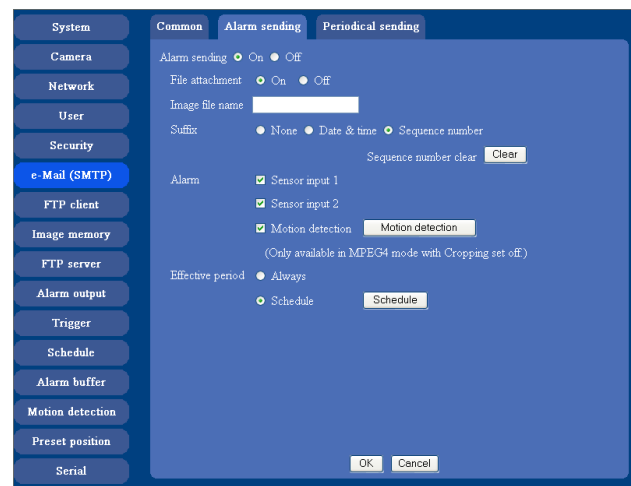 System
Camera
Network
User
Security
e-Mail (SMTP)
FTP client
Image memory
FTP server
Alarm output
Trigger
Schedule
Alarm buffer
Motion detection
Preset position
Serial
Common Alarm sending Periodical sending
Alarm sending On Off
File attachment On Off
Image file name
Suffix None Date & time Sequence number
Sequence number clear Clear
Alarm Sensor input 1
Sensor input 2
Motion detection Motion detection
(Only available in MPEG4 mode with Cropping set off.)
Effective period Always
Schedule Schedule
OK Cancel